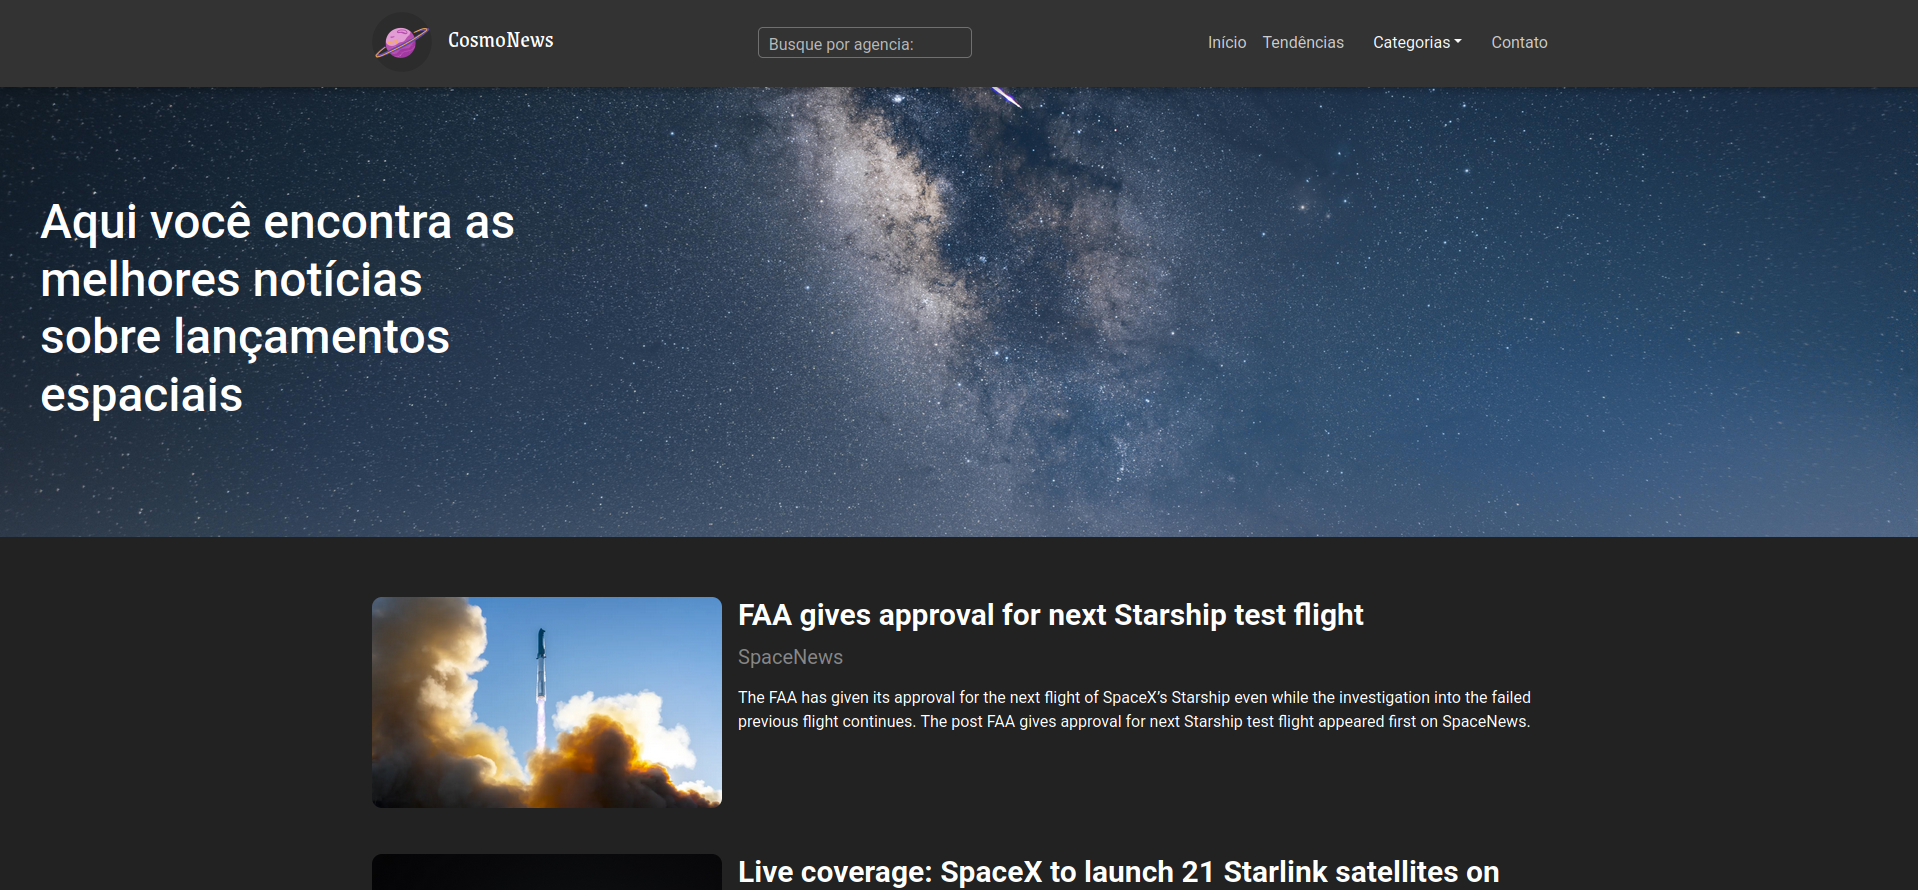 CosmoNews
Busque por agencia:
Início
Tendências
Categorias
Contato
Aqui você encontra as
melhores notícias
sobre lançamentos
espaciais
FAA gives approval for next Starship test flight
SpaceNews
The FAA has given its approval for the next flight of SpaceX’s Starship even while the investigation into the failed
previous flight continues. The post FAA gives approval for next Starship test flight appeared first on SpaceNews.
Live coverage: SpaceX to launch 21 Starlink satellites on